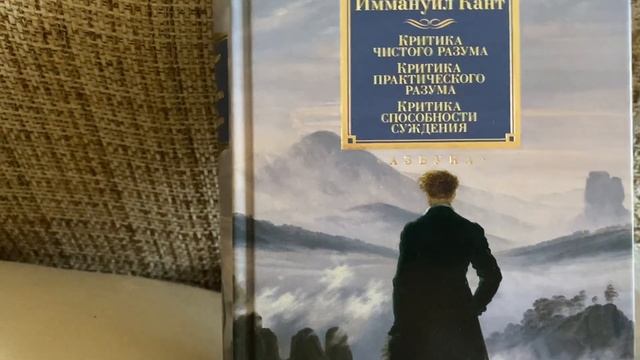 Иммануил Кант
Критика
чистого разума
Критика
практического
разума
Критика
способности
суждения
АЗБУКА